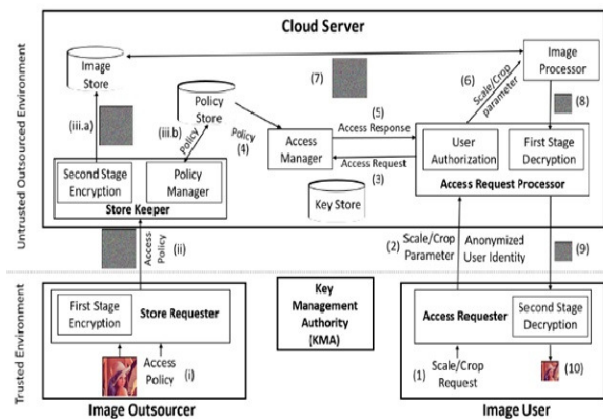 Cloud Server
Image
Store
Image
Processor
(7)
(6)
Scale/Crop
parameter
(8)
Policy
Store
(iii.a)
(iii.b)
Policy
Policy
(4)
(5)
Access Response
Access
Manager
Access Request
(3)
User
Authorization
First Stage
Decryption
Access Request Processor
Second Stage
Encryption
Policy
Manager
Store Keeper
Key Store
Untrusted Outsourced Environment
Access
Policy
(ii)
(2)
Scale/Crop
Parameter
Anonymized
User Identity
(9)
Trusted Environment
First Stage
Encryption
Store Requester
Access
Policy
(i)
Image Outsourcer
Key
Management
Authority
(KMA)
Access Requester
Second Stage
Decryption
(1)
Scale/Crop
Request
(10)
Image User